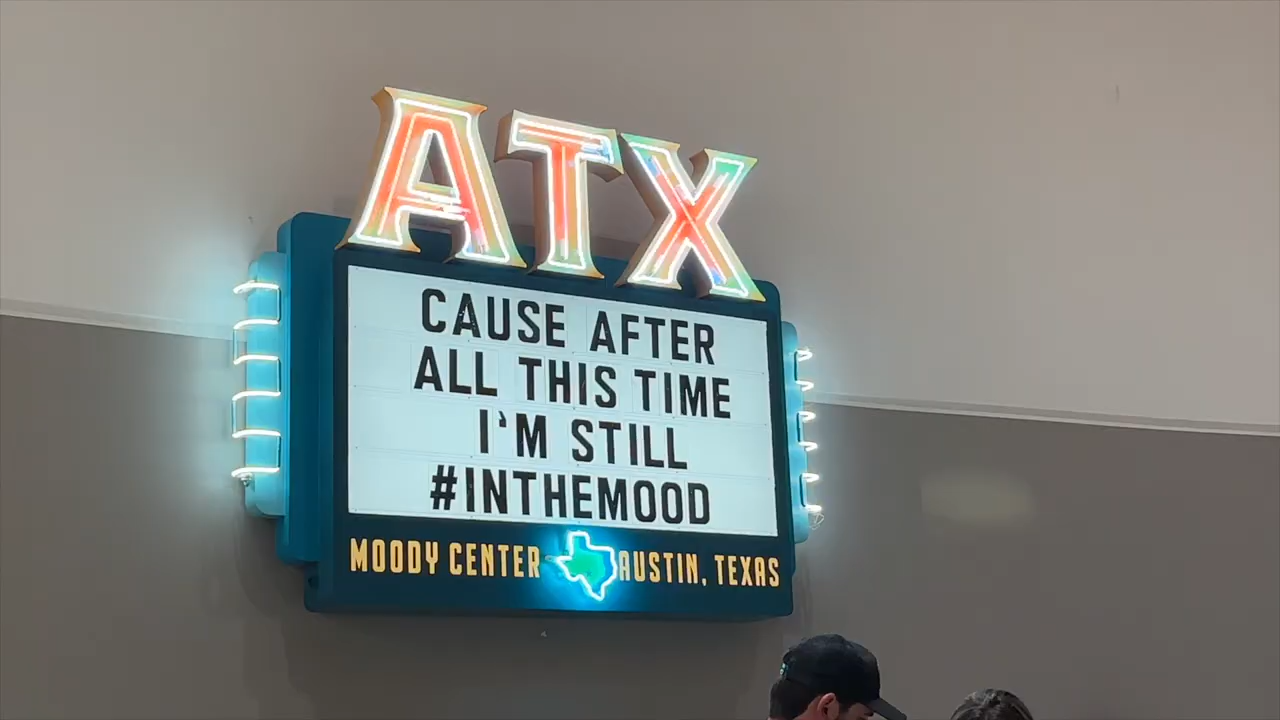 ATX
CAUSE AFTER
ALL THIS TIME
I'M STILL
#INTHEMOOD
MOODY CENTER AUSTIN, TEXAS